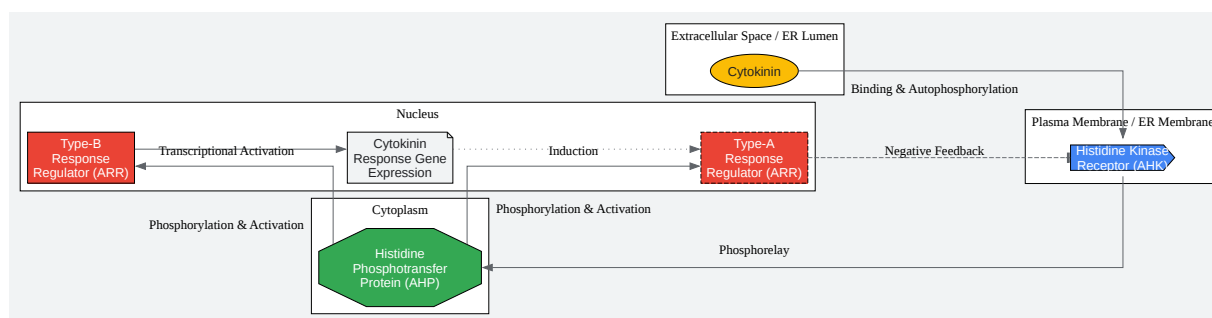 Extracellular Space / ER Lumen
Cytokinin
Binding & Autophosphorylation
Nucleus
Plasma Membrane / ER Membrane
Type-B
Response
Regulator (ARR)
Transcriptional Activation
Cytokinin
Response Gene
Expression
Induction
Type-A
Response
Regulator (ARR)
Negative Feedback
Histidine Kinase
Receptor (AHK)
Phosphorylation & Activation
Cytoplasm
Phosphorylation & Activation
Histidine
Phosphotransfer
Protein (AHP)
Phosphorelay